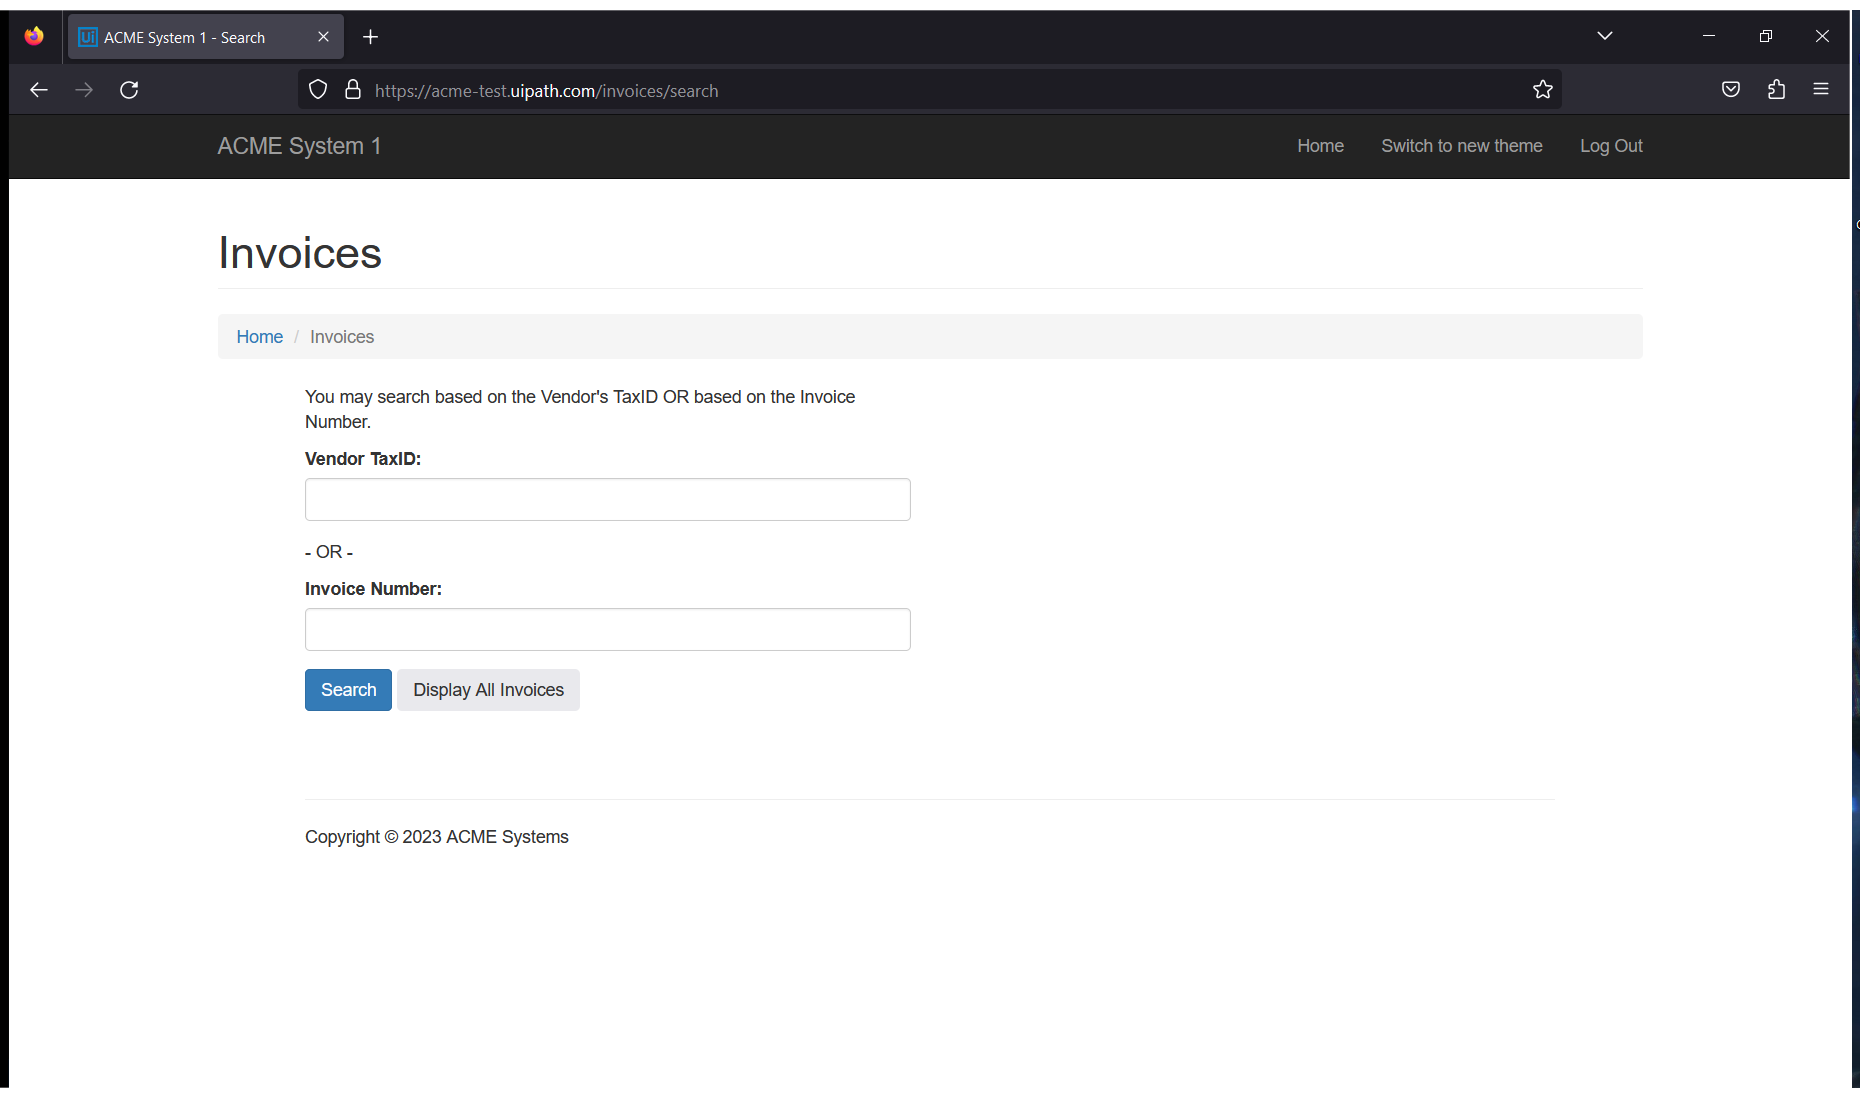 Ui ACME System 1 - Search
https://acme-test.uipath.com/invoices/search
ACME System 1 Home Switch to new theme Log Out
Invoices
Home / Invoices
You may search based on the Vendor's TaxID OR based on the Invoice
Number.
Vendor TaxID:
- OR -
Invoice Number:
Search Display All Invoices
Copyright © 2023 ACME Systems